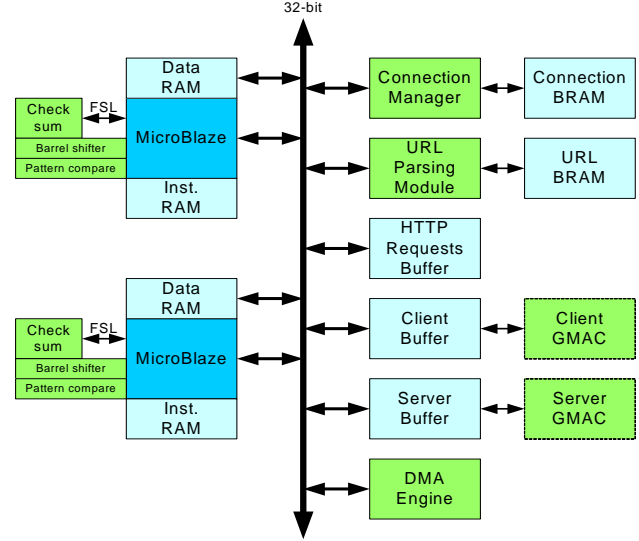 32-bit
Data
RAM
Check
sum
FSL
MicroBlaze
Barrel shifter
Pattern compare
Inst.
RAM
Data
RAM
Check
sum
FSL
MicroBlaze
Barrel shifter
Pattern compare
Inst.
RAM
Connection
Manager
Connection
BRAM
URL
Parsing
Module
URL
BRAM
HTTP
Requests
Buffer
Client
Buffer
Client
GMAC
Server
Buffer
Server
GMAC
DMA
Engine